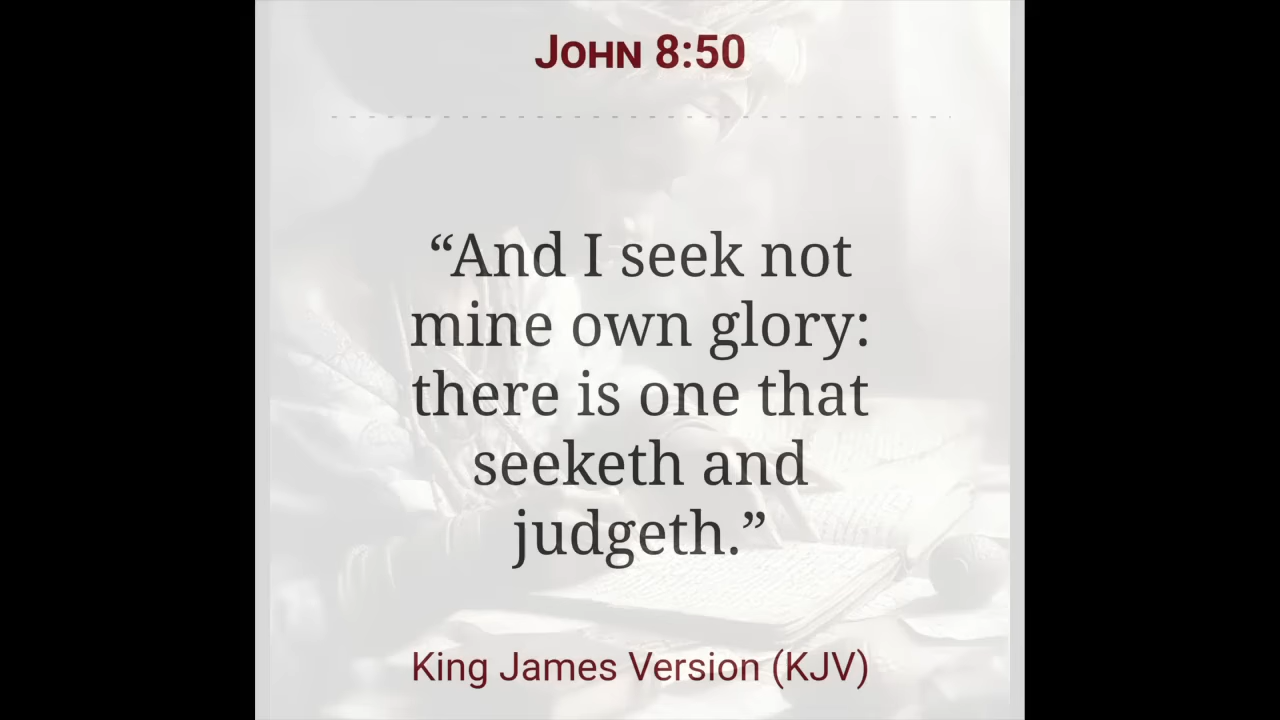 John 8:50
“And I seek not
mine own glory:
there is one that
seeketh and
judgeth.”
King James Version (KJV)